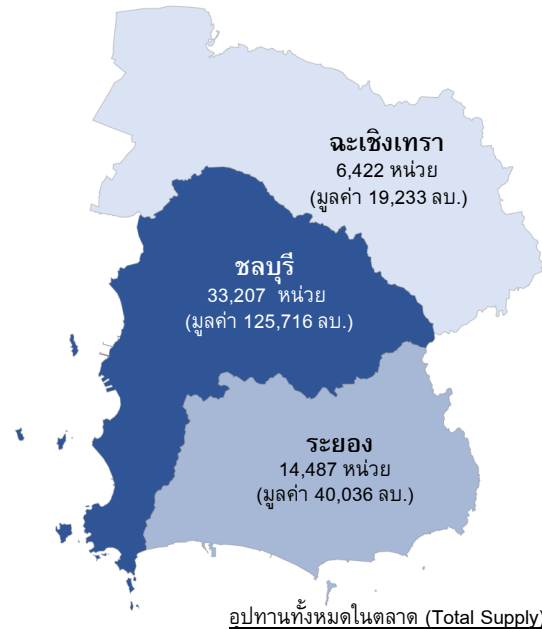 ฉะเชิงเทรา
6,422 หน่วย
(มูลค่า 19,233 ลบ.)
ชลบุรี
33,207 หน่วย
(มูลค่า 125,716 ลบ.)
ระยอง
14,487 หน่วย
(มูลค่า 40,036 ลบ.)
อุปทานทั้งหมดในตลาด (Total Supply)